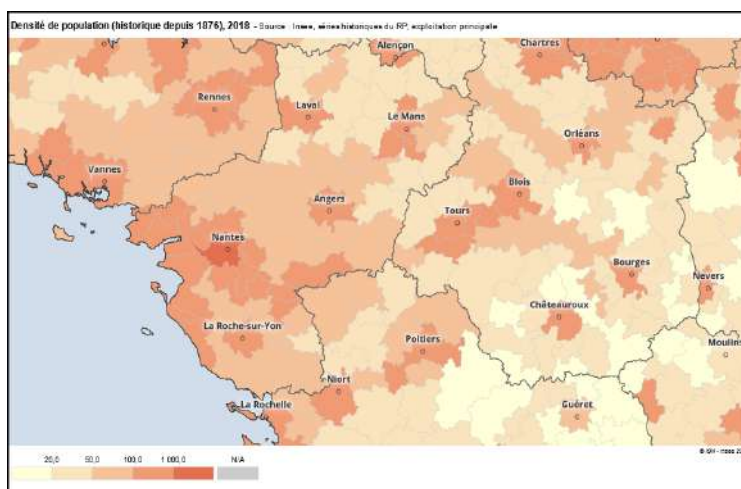 Densité de population (historique depuis 1876), 2018 - Source : Insee, séries historiques du RP, exploitation principale
Alençon
Chartres
Rennes
Laval
Le Mans
Orléans
Vannes
Blois
Angers
Tours
Nantes
Bourges
Nevers
Châteauroux
La Roche-sur-Yon
Poitiers
Moulins
Niort
La Rochelle
Guéret
20,0 50,0 100,0 1 000,0 N/A